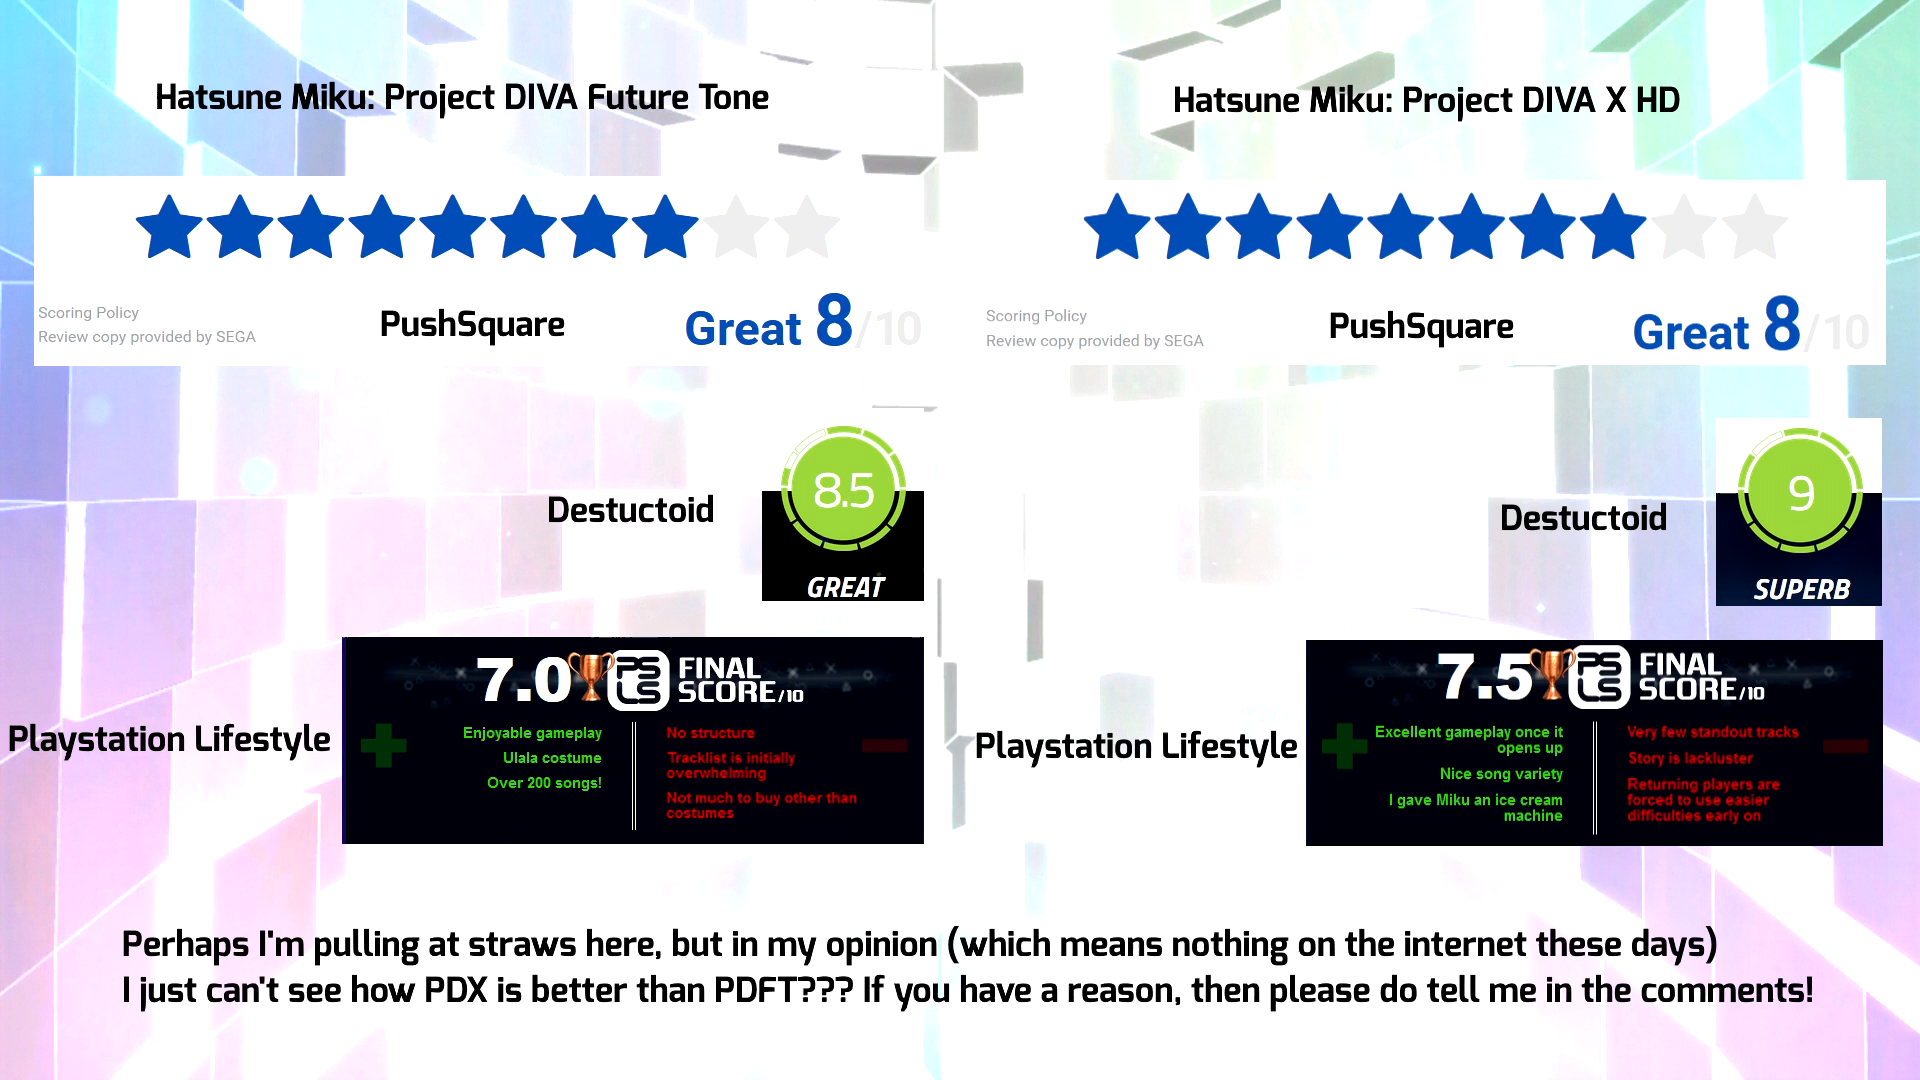 Hatsune Miku: Project DIVA Future Tone
Scoring Policy
Review copy provided by SEGA
PushSquare
Great 8/10
Destuctoid
8.5
GREAT
Playstation Lifestyle
7.0
FINAL
SCORE/10
Enjoyable gameplay
Ulala costume
Over 200 songs!
No structure
Tracklist is initially
overwhelming
Not much to buy other than
costumes
Hatsune Miku: Project DIVA X HD
Scoring Policy
Review copy provided by SEGA
PushSquare
Great 8/10
Destuctoid
9
SUPERB
Playstation Lifestyle
7.5
FINAL
SCORE/10
Excellent gameplay once it
opens up
Nice song variety
I gave Miku an ice cream
machine
Very few standout tracks
Story is lackluster
Returning players are
forced to use easier
difficulties early on
Perhaps I'm pulling at straws here, but in my opinion (which means nothing on the internet these days)
I just can't see how PDX is better than PDFT??? If you have a reason, then please do tell me in the comments!